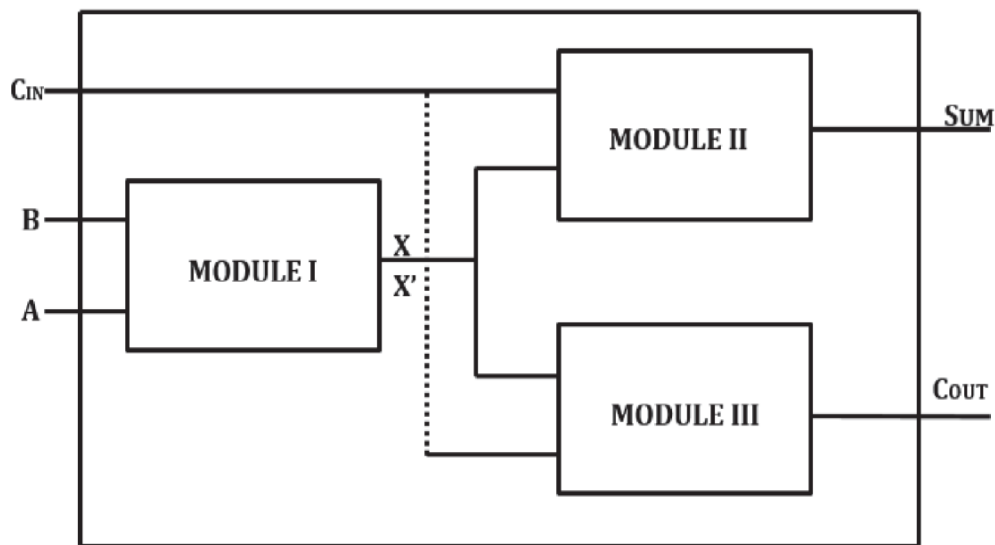 CIN
MODULE II
SUM
B
MODULE I
X
X'
A
MODULE III
COUT